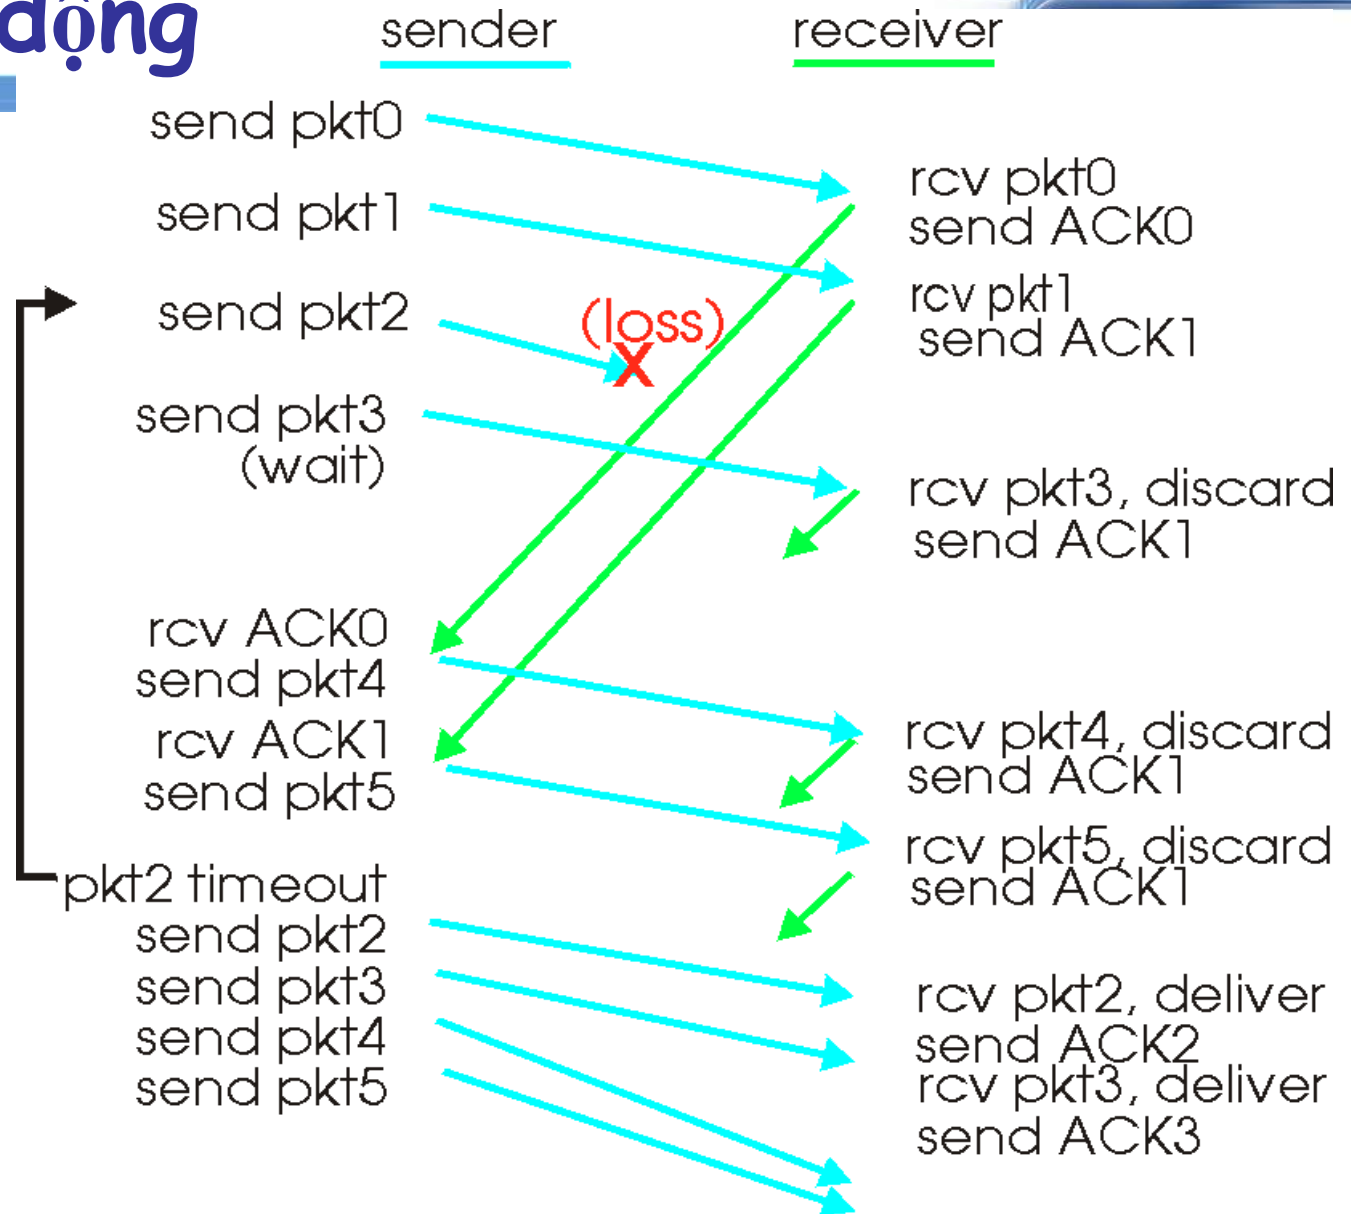 động
sender
receiver
send pkt0
rcv pkt0
send ACK0
send pkt1
rcv pkt1
send ACK1
send pkt2
(loss)
X
send pkt3
(wait)
rcv pkt3, discard
send ACK1
rcv ACK0
send pkt4
rcv ACK1
send pkt5
rcv pkt4, discard
send ACK1
rcv pkt5, discard
send ACK1
pkt2 timeout
send pkt2
send pkt3
send pkt4
send pkt5
rcv pkt2, deliver
send ACK2
rcv pkt3, deliver
send ACK3